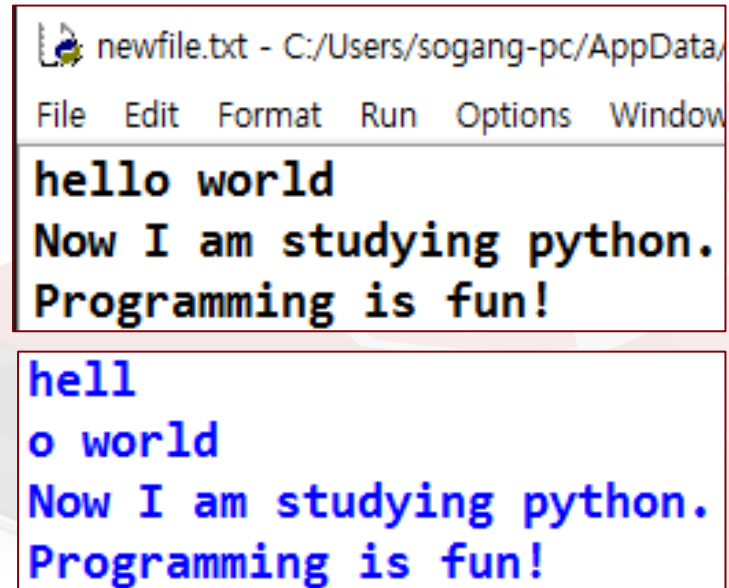 newfile.txt - C:/Users/sogang-pc/AppData/
File Edit Format Run Options Window
hello world
Now I am studying python.
Programming is fun!
hell
o world
Now I am studying python.
Programming is fun!